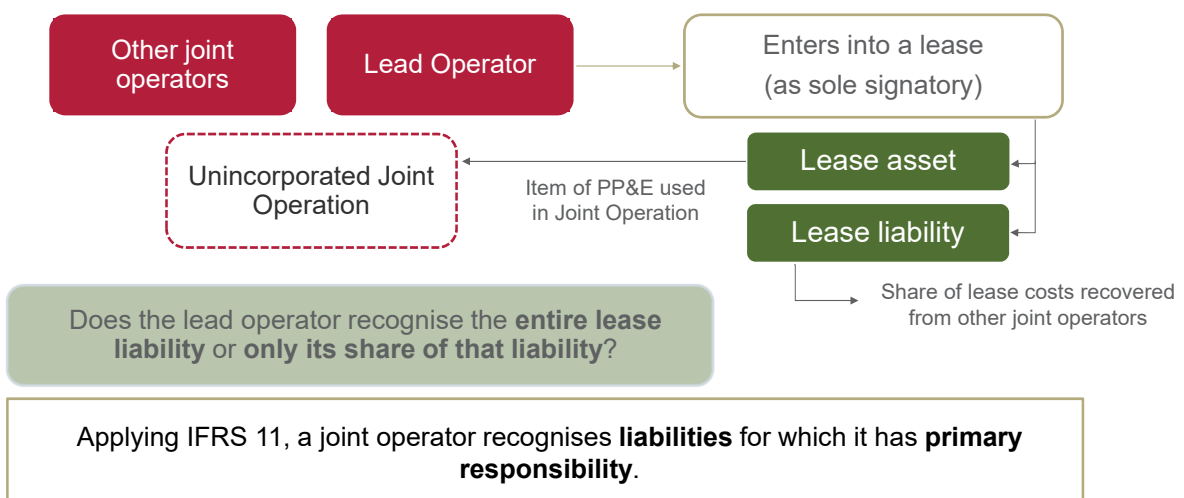 Other joint
operators
Lead Operator
Enters into a lease
(as sole signatory)
Unincorporated Joint
Operation
Item of PP&E used
in Joint Operation
Lease asset
Lease liability
Share of lease costs recovered
from other joint operators
Does the lead operator recognise the entire lease
liability or only its share of that liability?
Applying IFRS 11, a joint operator recognises liabilities for which it has primary
responsibility.